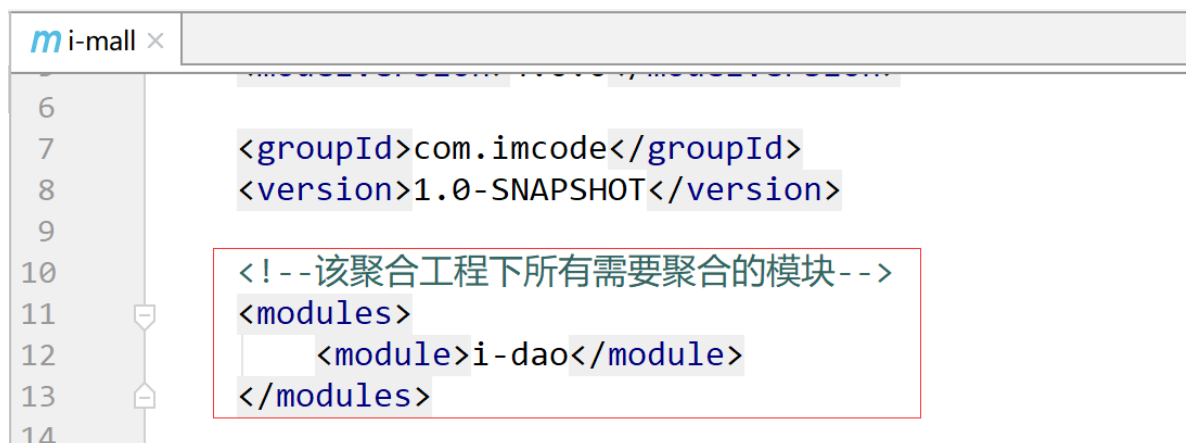 m i-mall ×
6
7 <groupId>com.imcode</groupId>
8 <version>1.0-SNAPSHOT</version>
9
10 <!--该聚合工程下所有需要聚合的模块-->
11 <modules>
12 <module>i-dao</module>
13 </modules>
14